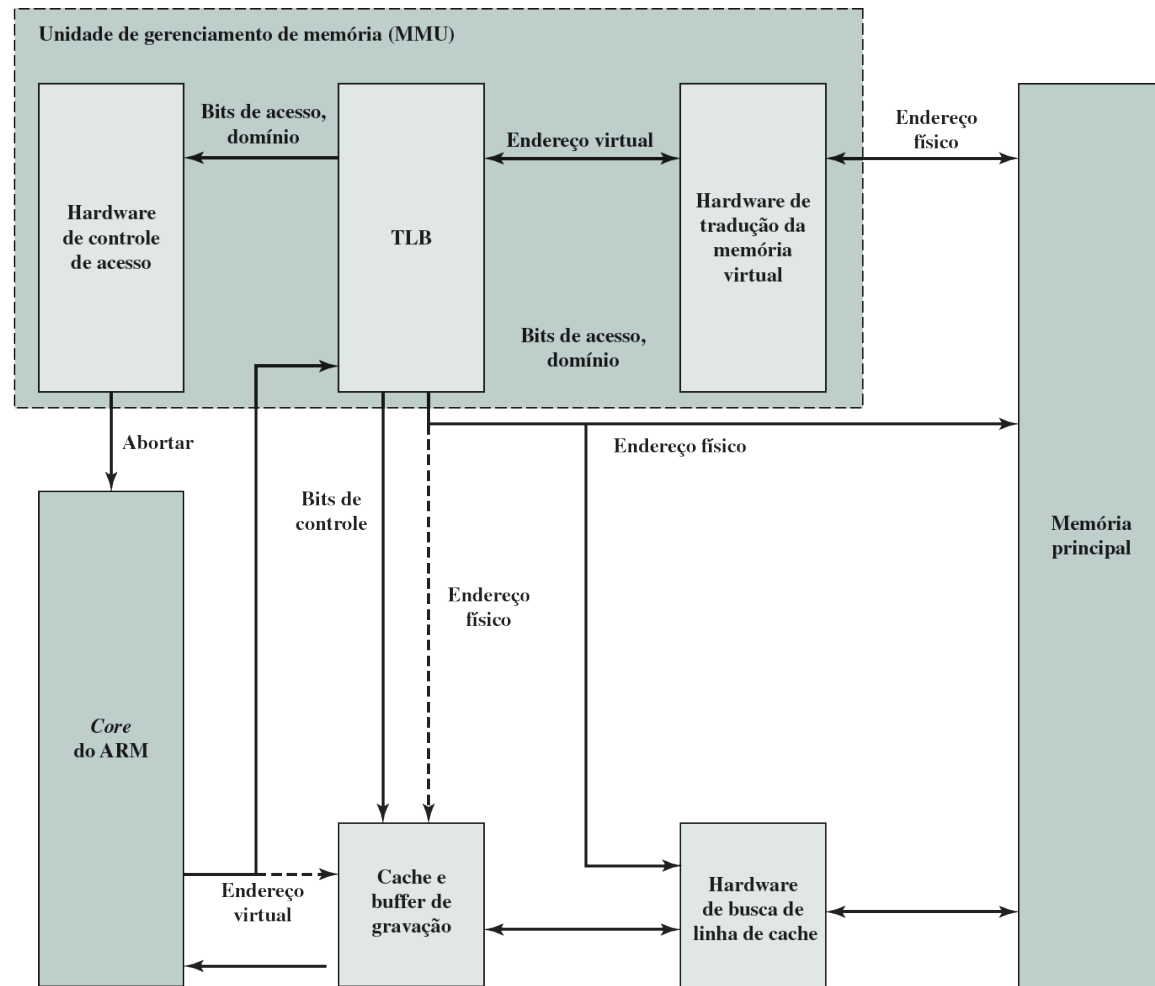 Unidade de gerenciamento de memória (MMU)
Bits de acesso,
domínio
Endereço virtual
Endereço
físico
Hardware
de controle
de acesso
TLB
Hardware de
tradução da
memória
virtual
Bits de acesso,
domínio
Abortar
Endereço físico
Bits de
controle
Endereço
físico
Memória
principal
Core
do ARM
Endereço
virtual
Cache e
buffer de
gravação
Hardware
de busca de
linha de cache